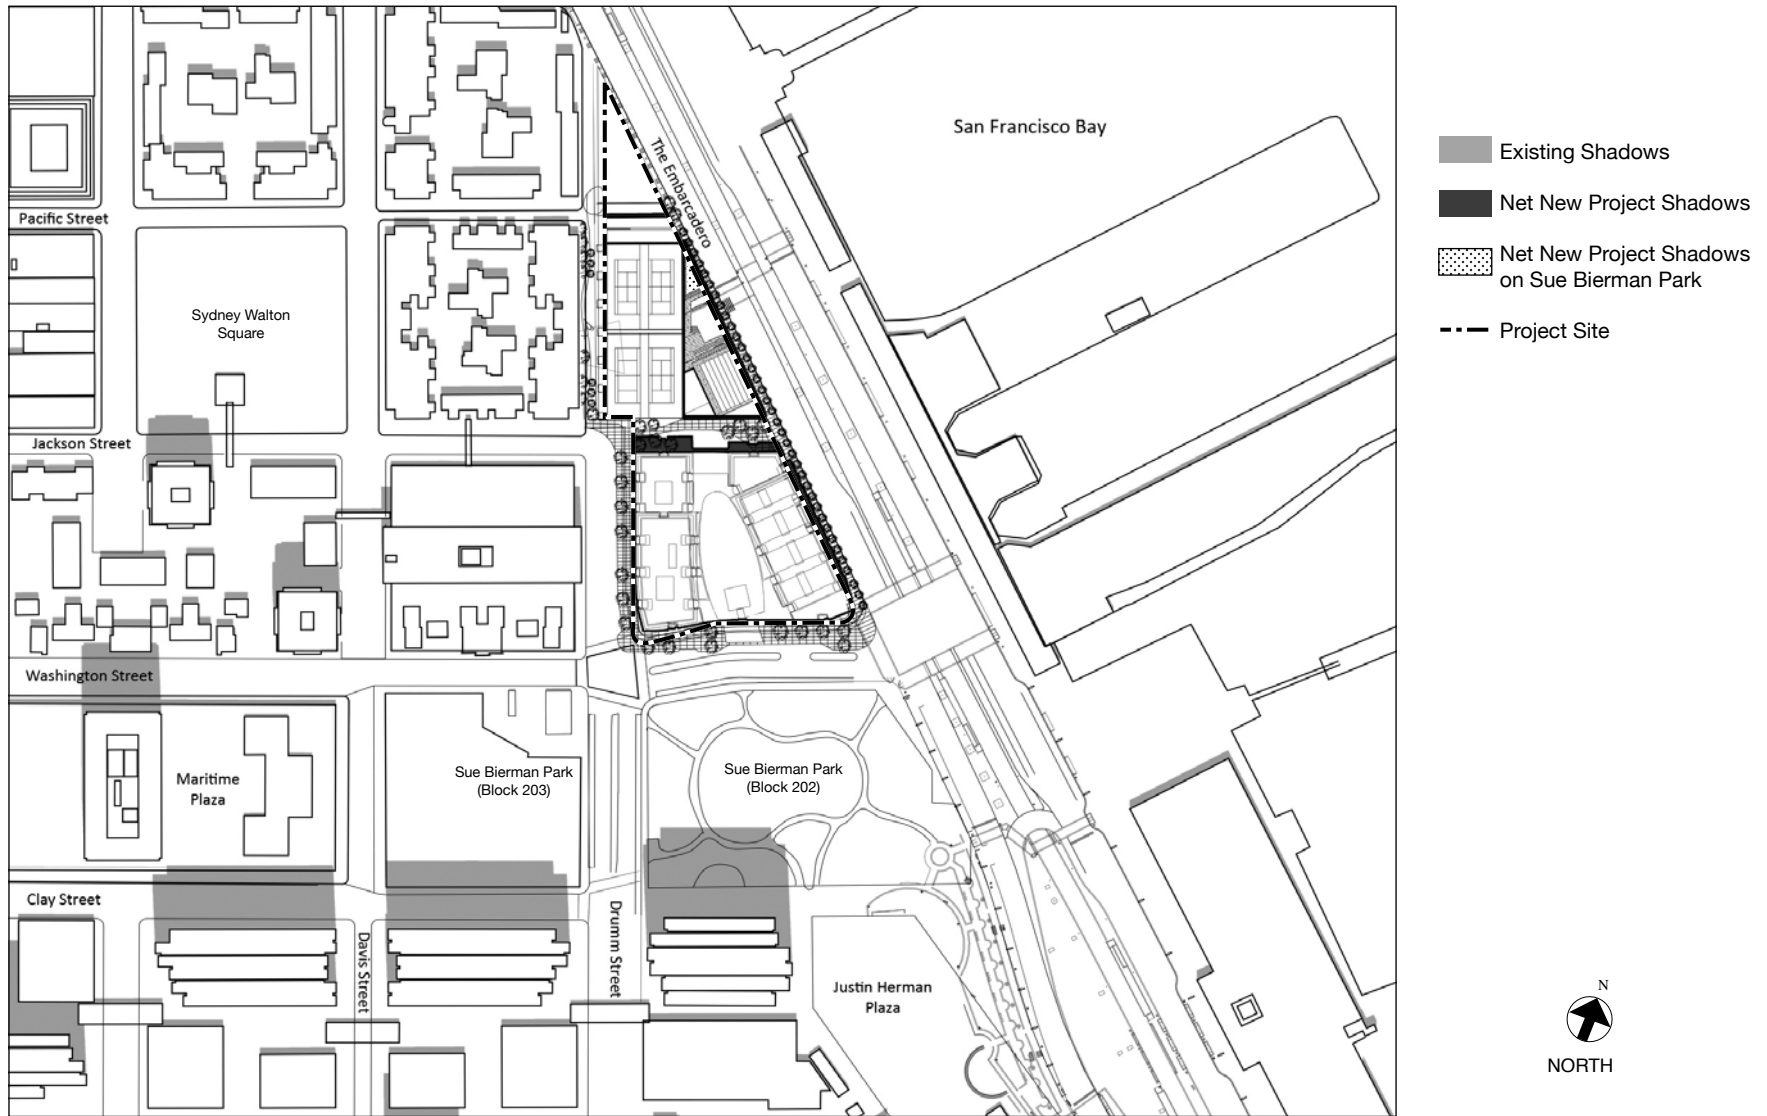 San Francisco Bay
The Embarcadero
Pacific Street
Sydney Walton
Square
Jackson Street
Washington Street
Maritime
Plaza
Sue Bierman Park
(Block 203)
Sue Bierman Park
(Block 202)
Clay Street
Davis Street
Drumm Street
Justin Herman
Plaza
Existing Shadows
Net New Project Shadows
Net New Project Shadows
on Sue Bierman Park
Project Site
N
NORTH